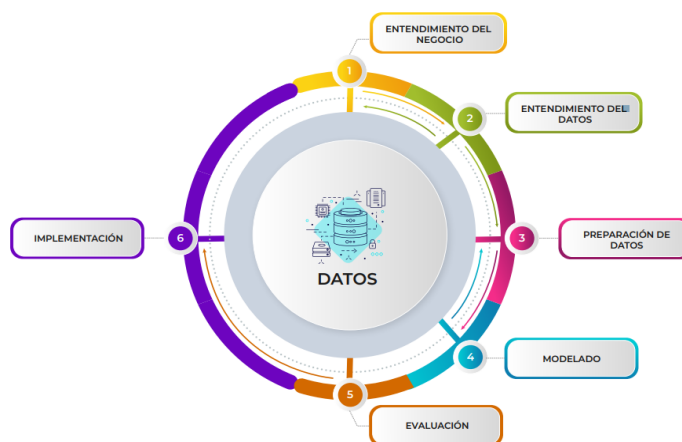 ENTENDIMIENTO DEL
NEGOCIO
1
ENTENDIMIENTO DEL
DATOS
2
PREPARACIÓN DE
DATOS
3
MODELADO
4
EVALUACIÓN
5
IMPLEMENTACIÓN
6
DATOS